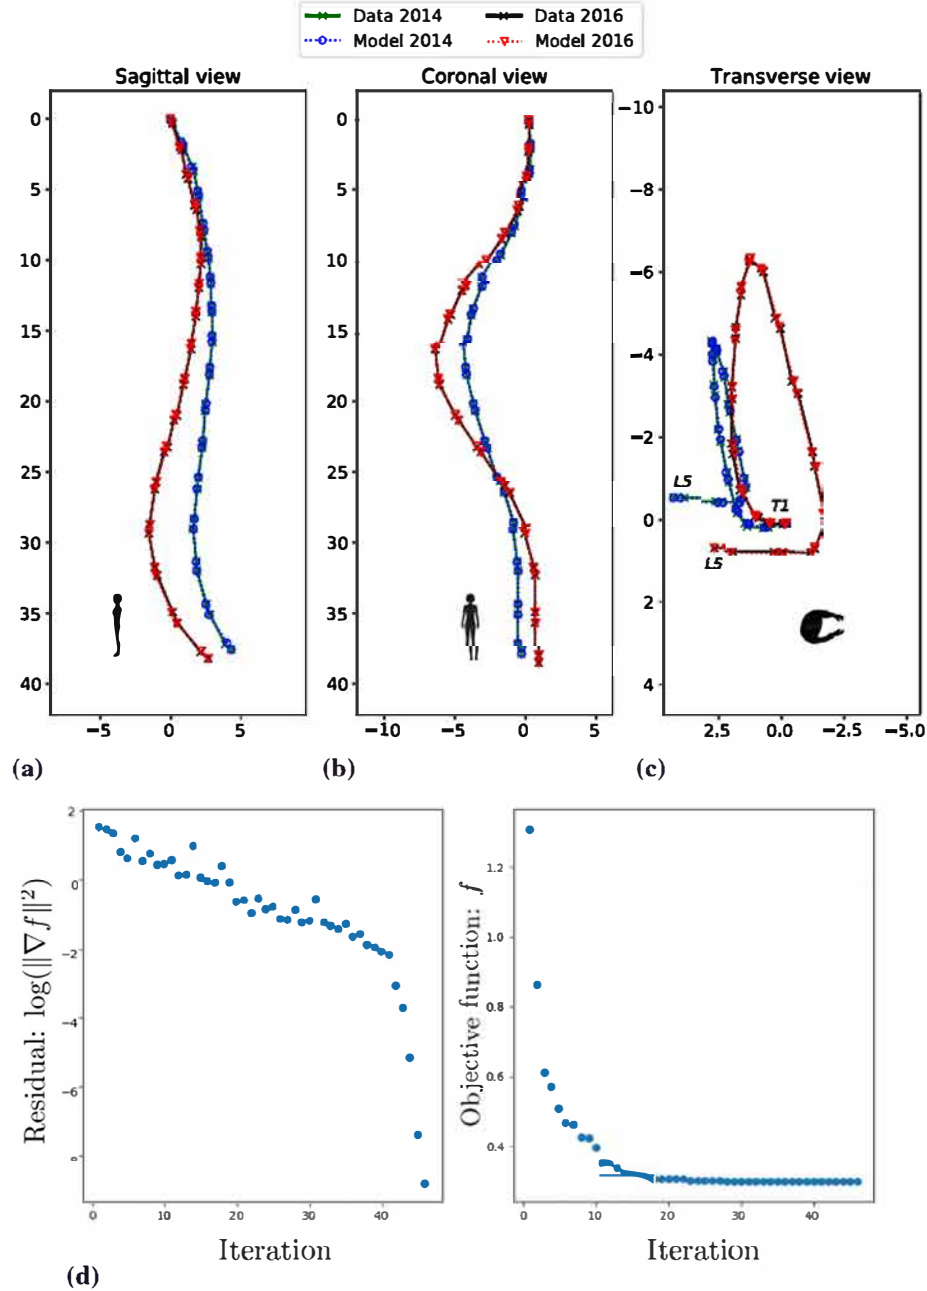 Data 2014 Data 2016
Model 2014 Model 2016
Sagittal view Coronal view Transverse view
0
5
10
15
20
25
30
35
40
−5 0 5
0
5
10
15
20
25
30
35
40
−10 −5 0 5
−10
−8
−6
−4
−2
0
2
4
2.5 0.0 −2.5 −5.0
L5
T1
L5
(a) (b) (c)
Residual: log(‖∇f‖²)
2
0
−2
−4
−6
0 10 20 30 40
Iteration
Objective function: f
1.2
1.0
0.8
0.6
0.4
0 10 20 30 40
Iteration
(d)